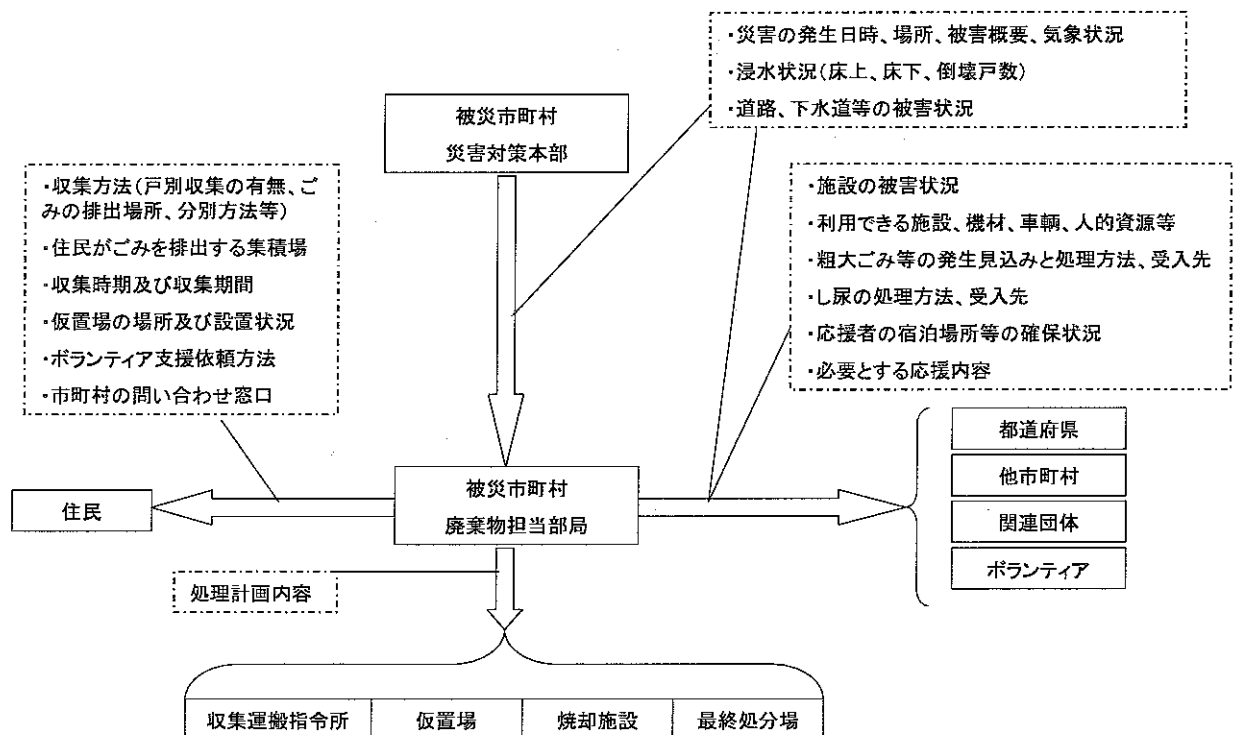 ・災害の発生日時、場所、被害概要、気象状況
・浸水状況(床上、床下、倒壊戸数)
・道路、下水道等の被害状況
被災市町村
災害対策本部
・収集方法(戸別収集の有無、ご
みの排出場所、分別方法等)
・住民がごみを排出する集積場
・収集時期及び収集期間
・仮置場の場所及び設置状況
・ボランティア支援依頼方法
・市町村の問い合わせ窓口
・施設の被害状況
・利用できる施設、機材、車輌、人的資源等
・粗大ごみ等の発生見込みと処理方法、受入先
・し尿の処理方法、受入先
・応援者の宿泊場所等の確保状況
・必要とする応援内容
住民
被災市町村
廃棄物担当部局
都道府県
他市町村
関連団体
ボランティア
処理計画内容
収集運搬指令所
仮置場
焼却施設
最終処分場